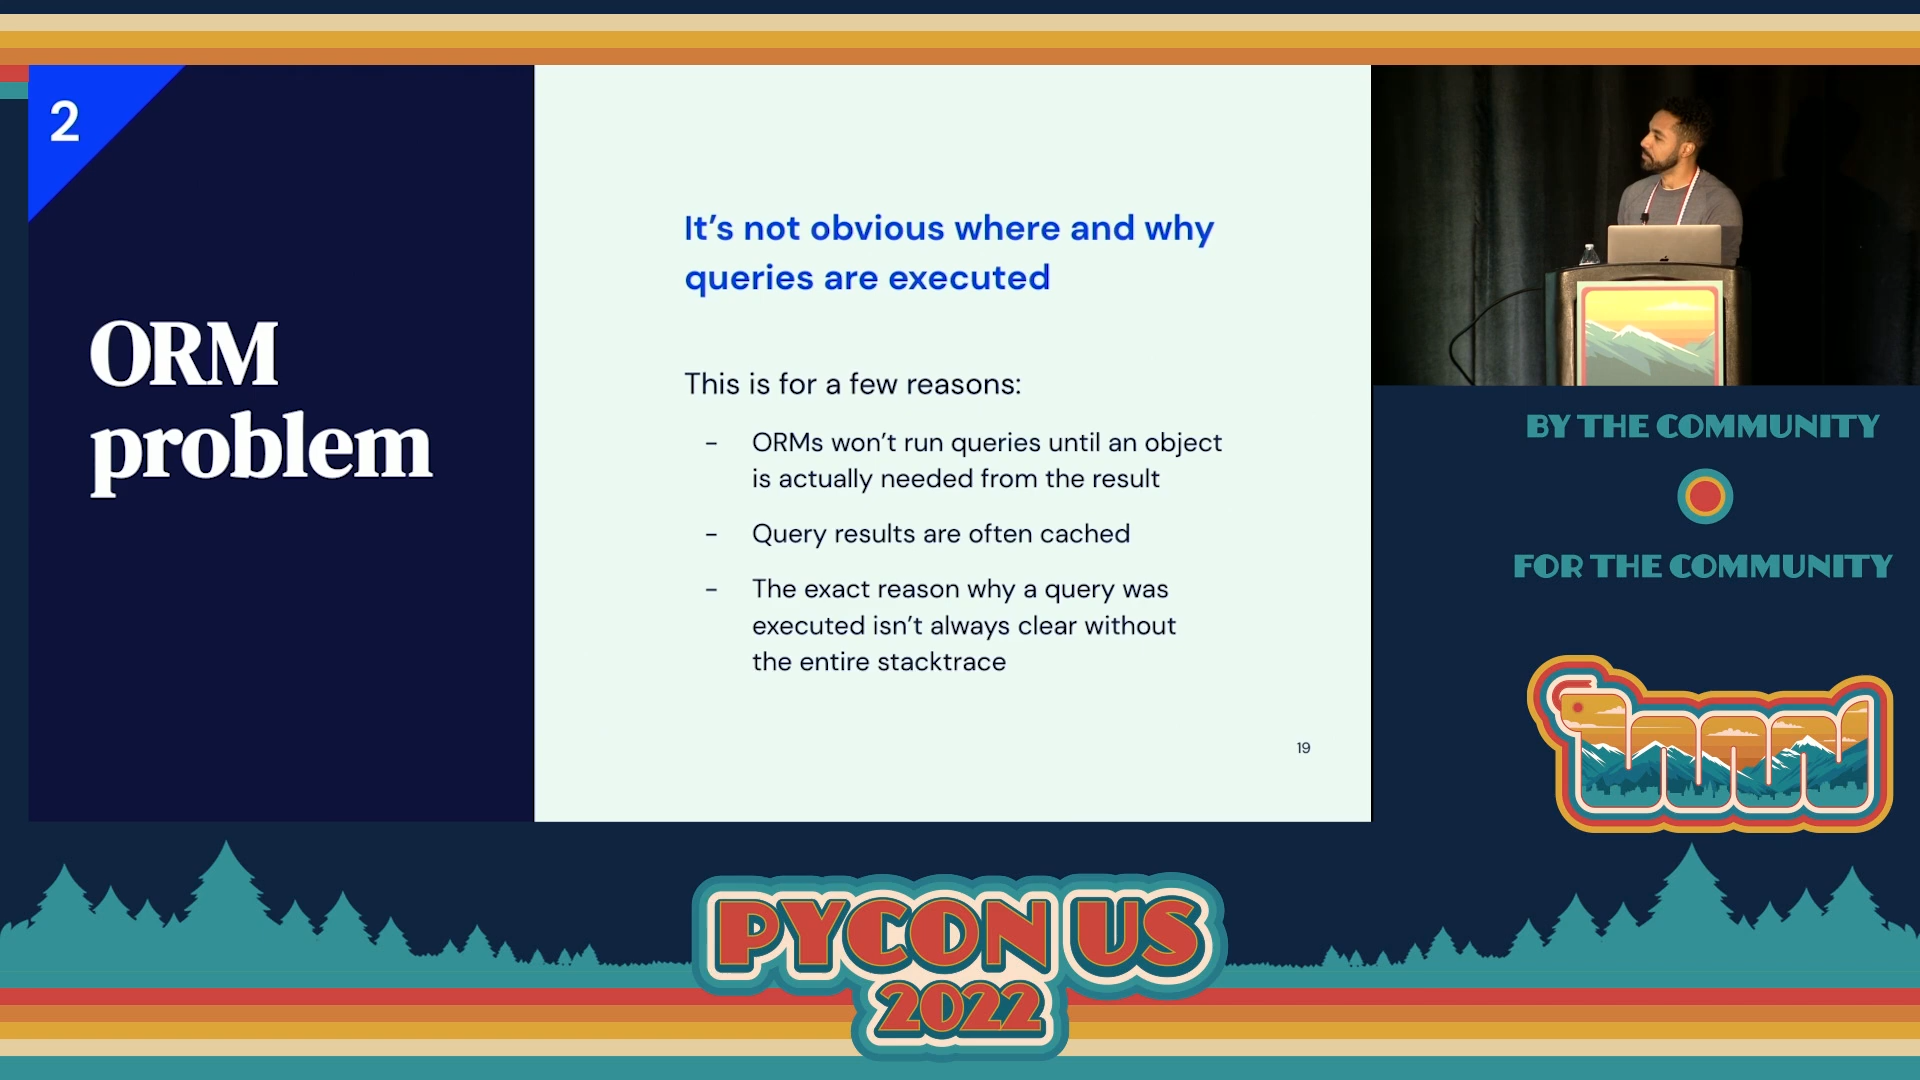 2
ORM
problem
It’s not obvious where and why
queries are executed
This is for a few reasons:
- ORMs won’t run queries until an object
is actually needed from the result
- Query results are often cached
- The exact reason why a query was
executed isn’t always clear without
the entire stacktrace
19
BY THE COMMUNITY
FOR THE COMMUNITY
PYCON US
2022